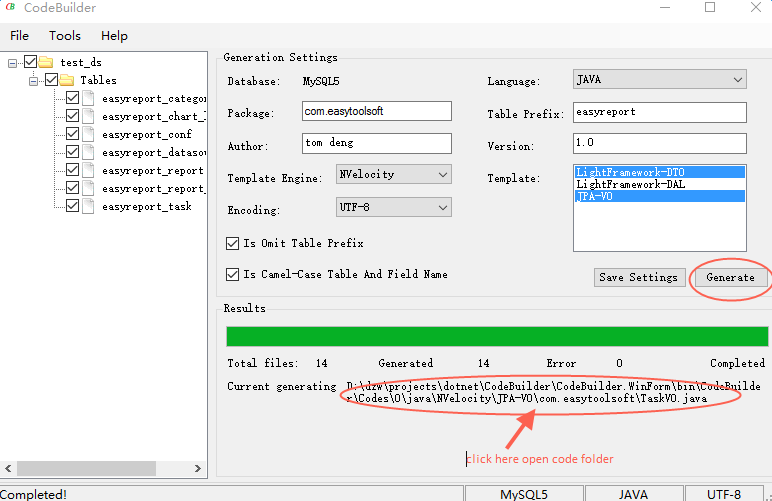 CB CodeBuilder
File Tools Help
test_ds
Tables
easyreport_categor
easyreport_chart_
easyreport_conf
easyreport_datasou
easyreport_report
easyreport_report_
easyreport_task
Generation Settings
Database: MySQL5 Language: JAVA
Package: com.easytoolsoft Table Prefix: easyreport
Author: tom deng Version: 1.0
Template Engine: NVelocity Template: LightFramework-DTO
LightFramework-DAL
JPA-VO
Encoding: UTF-8
Is Omit Table Prefix
Is Camel-Case Table And Field Name Save Settings Generate
Results
Total files: 14 Generated 14 Error 0 Completed
Current generating D:\dzw\projects\dotnet\CodeBuilder\CodeBuilder.WinForm\bin\CodeBuilde
r\Codes\0\java\NVelocity\JPA-VO\com.easytoolsoft\TaskVO.java
click here open code folder
Completed! MySQL5 JAVA UTF-8